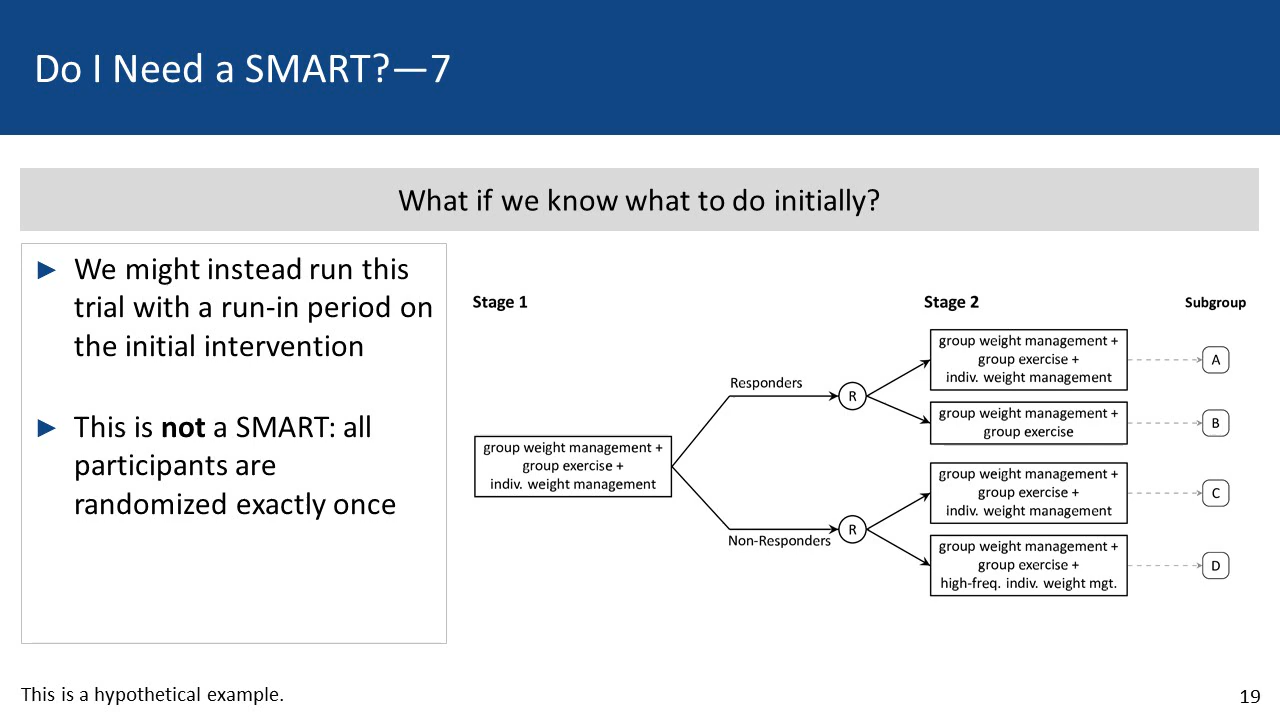 Do I Need a SMART?—7
What if we know what to do initially?
► We might instead run this
trial with a run-in period on
the initial intervention
► This is not a SMART: all
participants are
randomized exactly once
Stage 1
Stage 2
Subgroup
group weight management +
group exercise +
indiv. weight management
Responders
R
Non-Responders
R
group weight management +
group exercise +
indiv. weight management
A
group weight management +
group exercise
B
group weight management +
group exercise +
indiv. weight management
C
group weight management +
group exercise +
high-freq. indiv. weight mgt.
D
This is a hypothetical example.
19